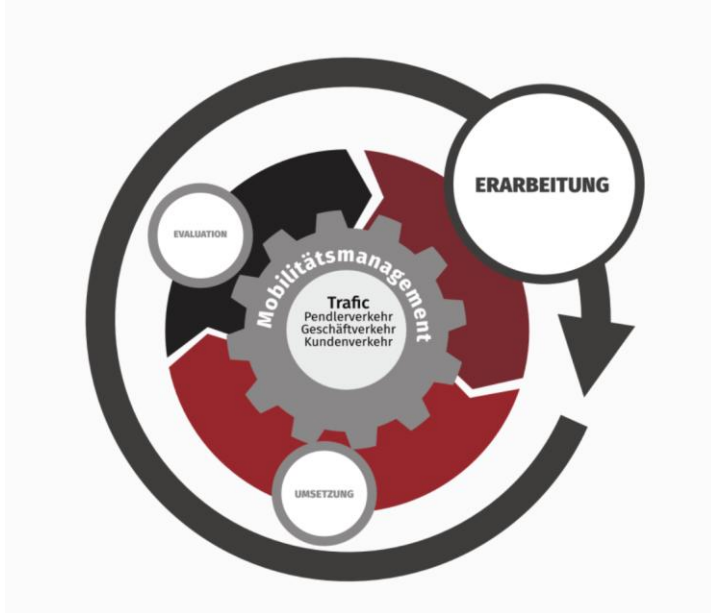 ERARBEITUNG
EVALUATION
Mobilitätsmanagement
Trafic
Pendlerverkehr
Geschäftverkehr
Kundenverkehr
UMSETZUNG